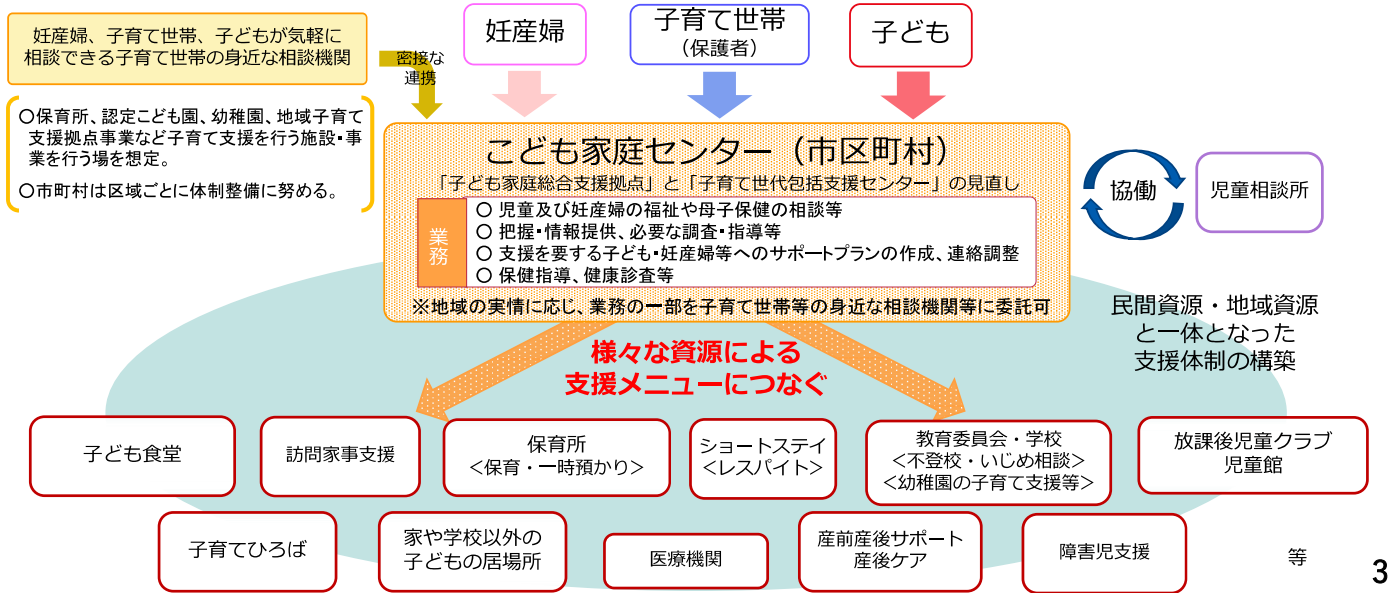 妊産婦、子育て世帯、子どもが気軽に
相談できる子育て世帯の身近な相談機関
密接な
連携
妊産婦
子育て世帯
（保護者）
子ども
○保育所、認定こども園、幼稚園、地域子育て
支援拠点事業など子育て支援を行う施設・事
業を行う場を想定。
○市町村は区域ごとに体制整備に努める。
こども家庭センター（市区町村）
「子ども家庭総合支援拠点」と「子育て世代包括支援センター」の見直し
業務
○ 児童及び妊産婦の福祉や母子保健の相談等
○ 把握・情報提供、必要な調査・指導等
○ 支援を要する子ども・妊産婦等へのサポートプランの作成、連絡調整
○ 保健指導、健康診査等
※地域の実情に応じ、業務の一部を子育て世帯等の身近な相談機関等に委託可
協働
児童相談所
民間資源・地域資源
と一体となった
支援体制の構築
様々な資源による
支援メニューにつなぐ
子ども食堂
訪問家事支援
保育所
<保育・一時預かり>
ショートステイ
<レスパイト>
教育委員会・学校
<不登校・いじめ相談>
<幼稚園の子育て支援等>
放課後児童クラブ
児童館
子育てひろば
家や学校以外の
子どもの居場所
医療機関
産前産後サポート
産後ケア
障害児支援
等
3